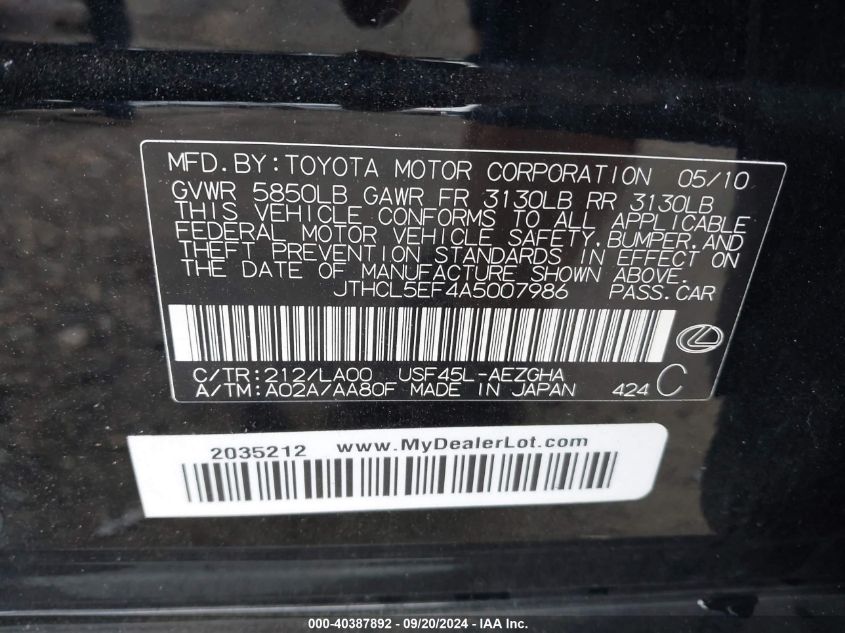 MFD.BY:TOYOTA MOTOR CORPORATION 05/10
GVWR 5850LB GAWR FR 3130LB RR 3130LB
THIS VEHICLE CONFORMS TO ALL APPLICABLE
FEDERAL MOTOR VEHICLE SAFETY,BUMPER,AND
THEFT PREVENTION STANDARDS IN EFFECT ON
THE DATE OF MANUFACTURE SHOWN ABOVE.
JTHCL5EF4A5007986 PASS.CAR
C/TR:212/LA00 USF45L-AEZGHA
A/TM:A02A/AA80F MADE IN JAPAN 424 C
2035212 www.MyDealerLot.com
000-40387892 - 09/20/2024 - IAA Inc.